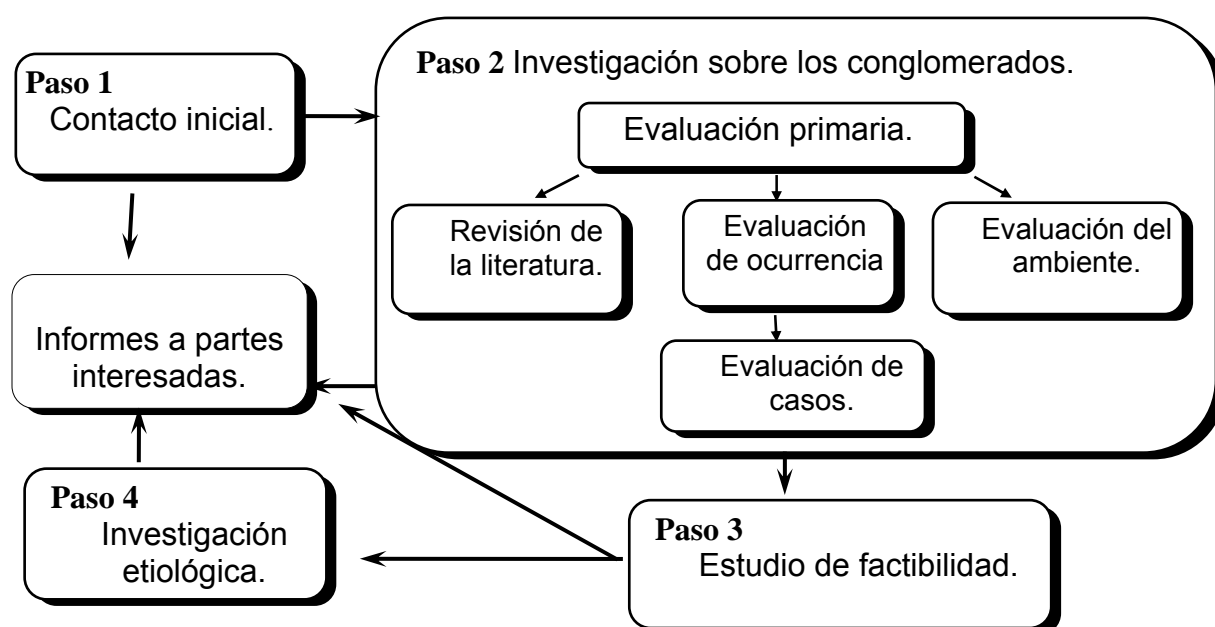 Paso 1
Contacto inicial.
Paso 2 Investigación sobre los conglomerados.
Evaluación primaria.
Revisión de
la literatura.
Evaluación
de ocurrencia
Evaluación del
ambiente.
Evaluación de
casos.
Informes a partes
interesadas.
Paso 3
Estudio de factibilidad.
Paso 4
Investigación
etiológica.